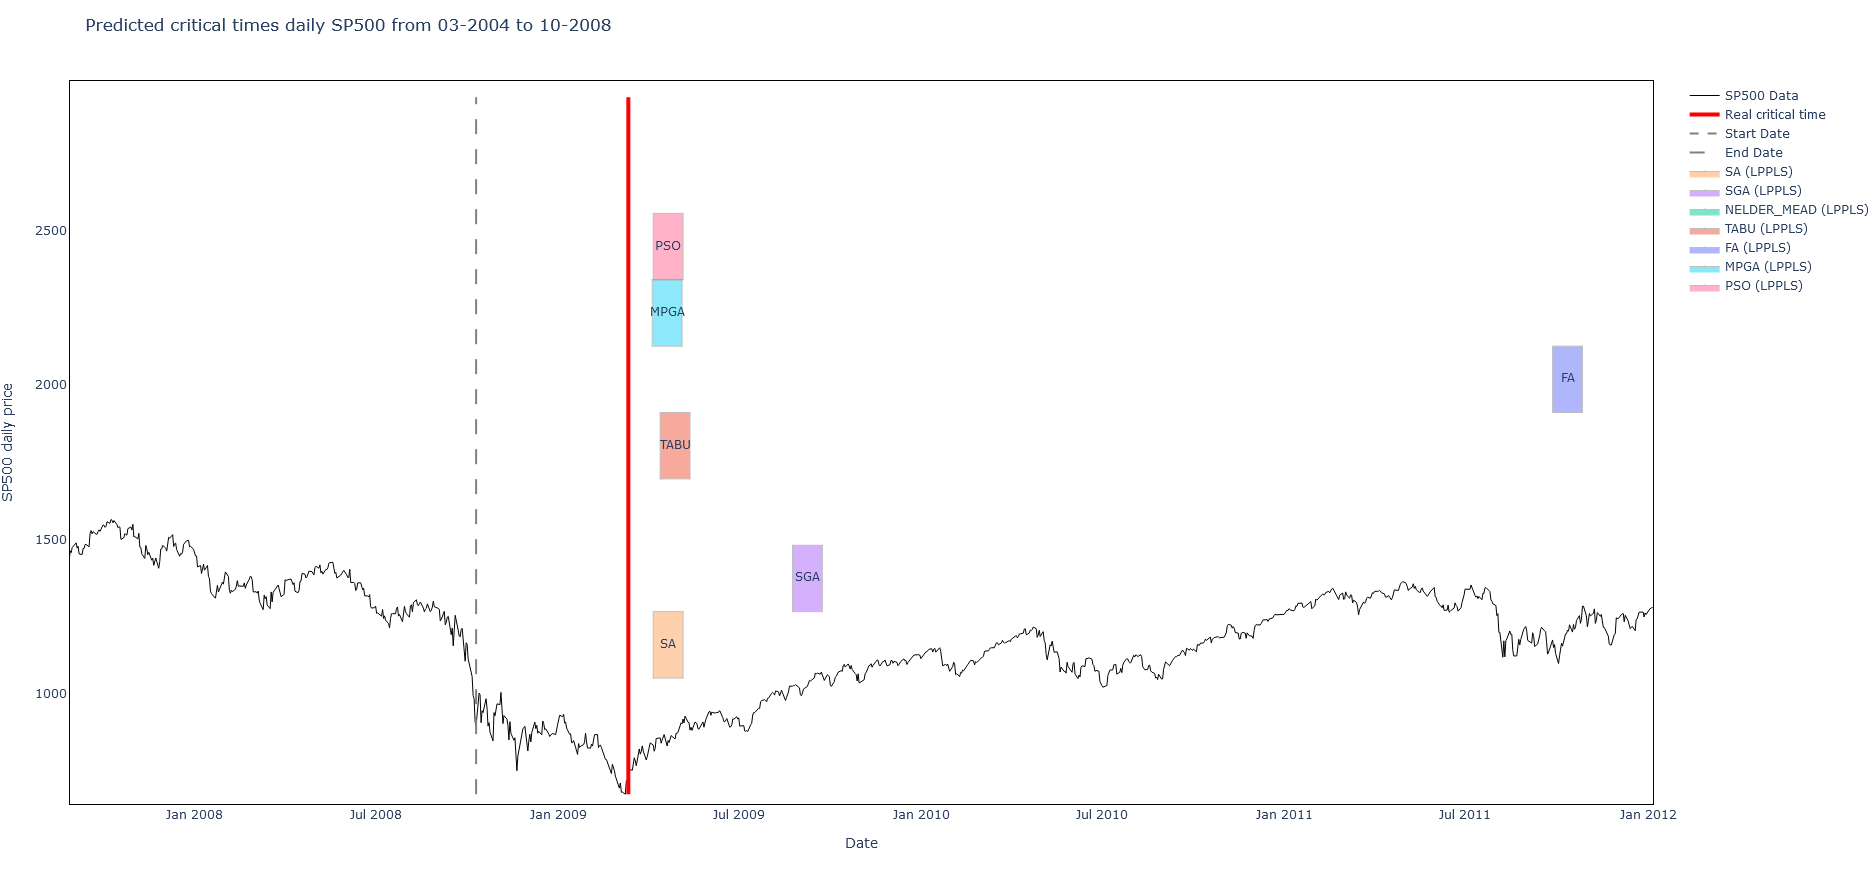 Predicted critical times daily SP500 from 03-2004 to 10-2008
SP500 daily price
2500
2000
1500
1000
PSO
MPGA
FA
TABU
SGA
SA
Jan 2008
Jul 2008
Jan 2009
Jul 2009
Jan 2010
Jul 2010
Jan 2011
Jul 2011
Jan 2012
Date
SP500 Data
Real critical time
Start Date
End Date
SA (LPPLS)
SGA (LPPLS)
NELDER_MEAD (LPPLS)
TABU (LPPLS)
FA (LPPLS)
MPGA (LPPLS)
PSO (LPPLS)